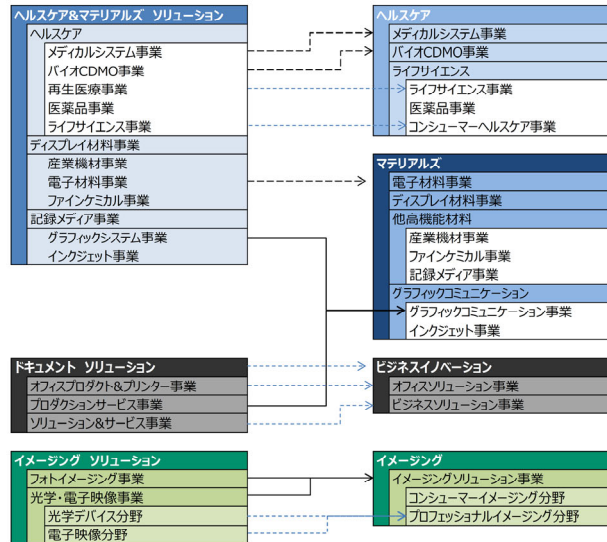 ヘルスケア&マテリアルズ ソリューション
ヘルスケア
メディカルシステム事業
バイオCDMO事業
再生医療事業
医薬品事業
ライフサイエンス事業
ディスプレイ材料事業
産業機材事業
電子材料事業
ファインケミカル事業
記録メディア事業
グラフィックシステム事業
インクジェット事業
ドキュメント ソリューション
オフィスプロダクト&プリンター事業
プロダクションサービス事業
ソリューション&サービス事業
イメージング ソリューション
フォトイメージング事業
光学・電子映像事業
光学デバイス分野
電子映像分野
ヘルスケア
メディカルシステム事業
バイオCDMO事業
ライフサイエンス
ライフサイエンス事業
医薬品事業
コンシューマーヘルスケア事業
マテリアルズ
電子材料事業
ディスプレイ材料事業
他高機能材料
産業機材事業
ファインケミカル事業
記録メディア事業
グラフィックコミュニケーション
グラフィックコミュニケーション事業
インクジェット事業
ビジネスイノベーション
オフィスソリューション事業
ビジネスソリューション事業
イメージング
イメージングソリューション事業
コンシューマーイメージング分野
プロフェッショナルイメージング分野